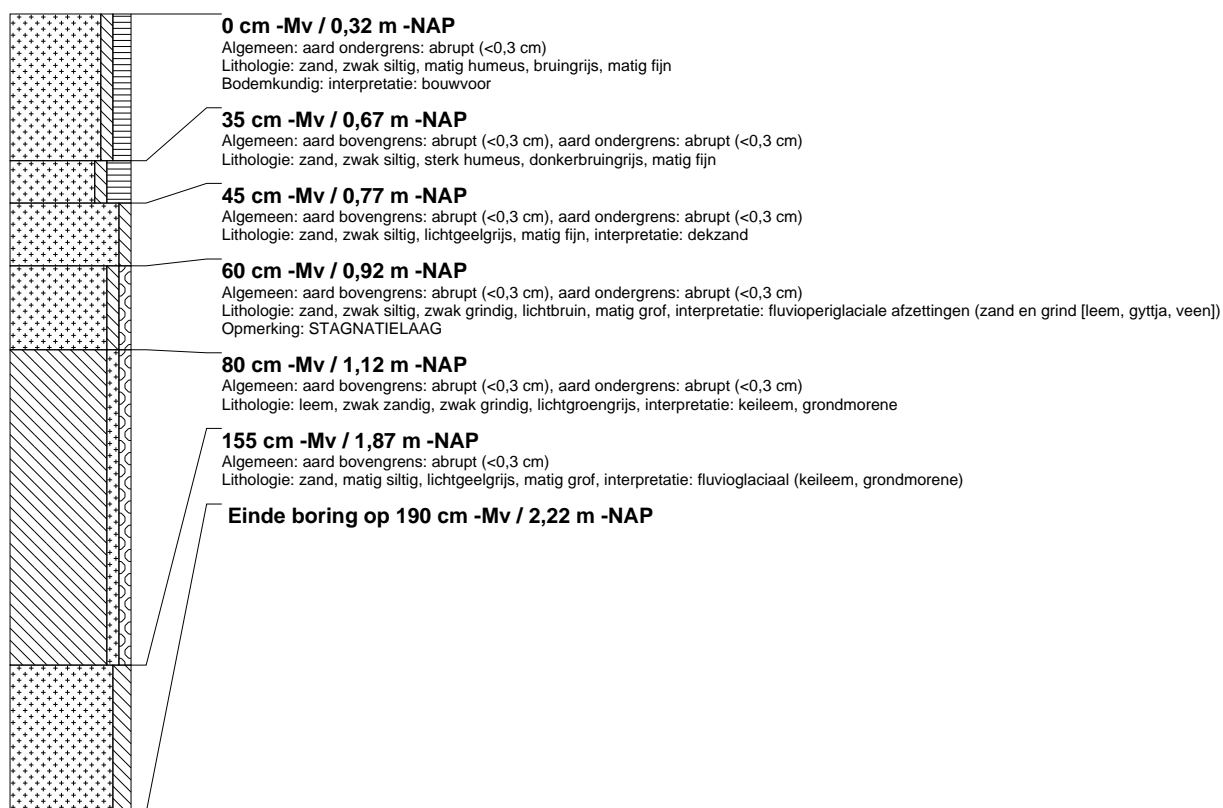 0 cm -Mv / 0,32 m -NAP
Algemeen: aard ondergrens: abrupt (<0,3 cm)
Lithologie: zand, zwak siltig, matig humeus, bruingrijs, matig fijn
Bodemkundig: interpretatie: bouwvoor
35 cm -Mv / 0,67 m -NAP
Algemeen: aard bovengrens: abrupt (<0,3 cm), aard ondergrens: abrupt (<0,3 cm)
Lithologie: zand, zwak siltig, sterk humeus, donkerbruingrijs, matig fijn
45 cm -Mv / 0,77 m -NAP
Algemeen: aard bovengrens: abrupt (<0,3 cm), aard ondergrens: abrupt (<0,3 cm)
Lithologie: zand, zwak siltig, lichtgeelgrijs, matig fijn, interpretatie: dekzand
60 cm -Mv / 0,92 m -NAP
Algemeen: aard bovengrens: abrupt (<0,3 cm), aard ondergrens: abrupt (<0,3 cm)
Lithologie: zand, zwak siltig, zwak grindig, lichtbruin, matig grof, interpretatie: fluvioperiglaciale afzettingen (zand en grind [leem, gyttja, veen])
Opmerking: STAGNATIELAAG
80 cm -Mv / 1,12 m -NAP
Algemeen: aard bovengrens: abrupt (<0,3 cm), aard ondergrens: abrupt (<0,3 cm)
Lithologie: leem, zwak zandig, zwak grindig, lichtgroengrijs, interpretatie: keileem, grondmorene
155 cm -Mv / 1,87 m -NAP
Algemeen: aard bovengrens: abrupt (<0,3 cm)
Lithologie: zand, matig siltig, lichtgeelgrijs, matig grof, interpretatie: fluvioglaciaal (keileem, grondmorene)
Einde boring op 190 cm -Mv / 2,22 m -NAP